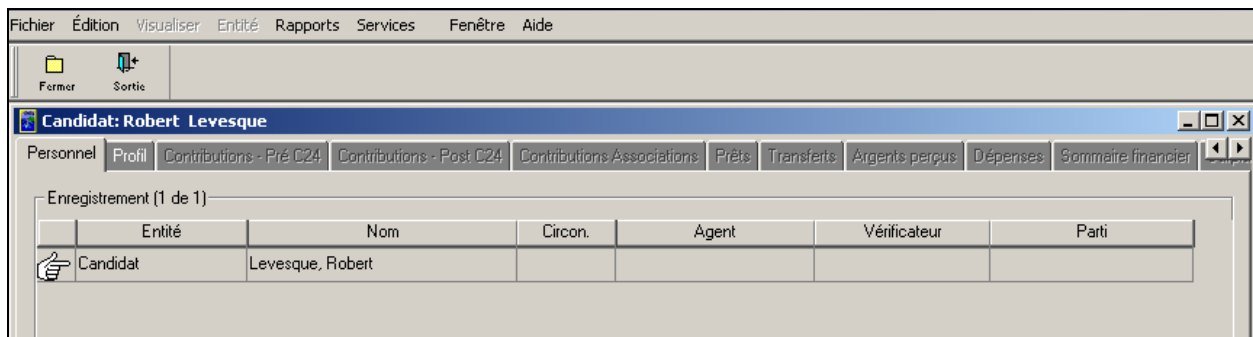 Fichier Édition Visualiser Entité Rapports Services Fenêtre Aide
Fermer Sortie
Candidat: Robert Levesque
Personnel Profil Contributions - Pré C24 Contributions - Post C24 Contributions Associations Prêts Transferts Argents perçus Dépenses Sommaire financier
Enregistrement (1 de 1)
Entité Nom Circon. Agent Vérificateur Parti
Candidat Levesque, Robert